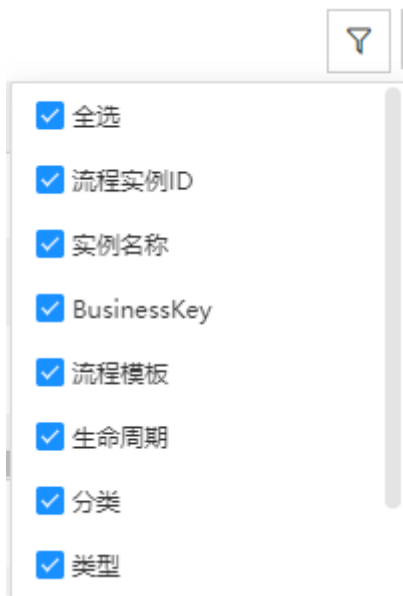 全选
流程实例ID
实例名称
BusinessKey
流程模板
生命周期
分类
类型